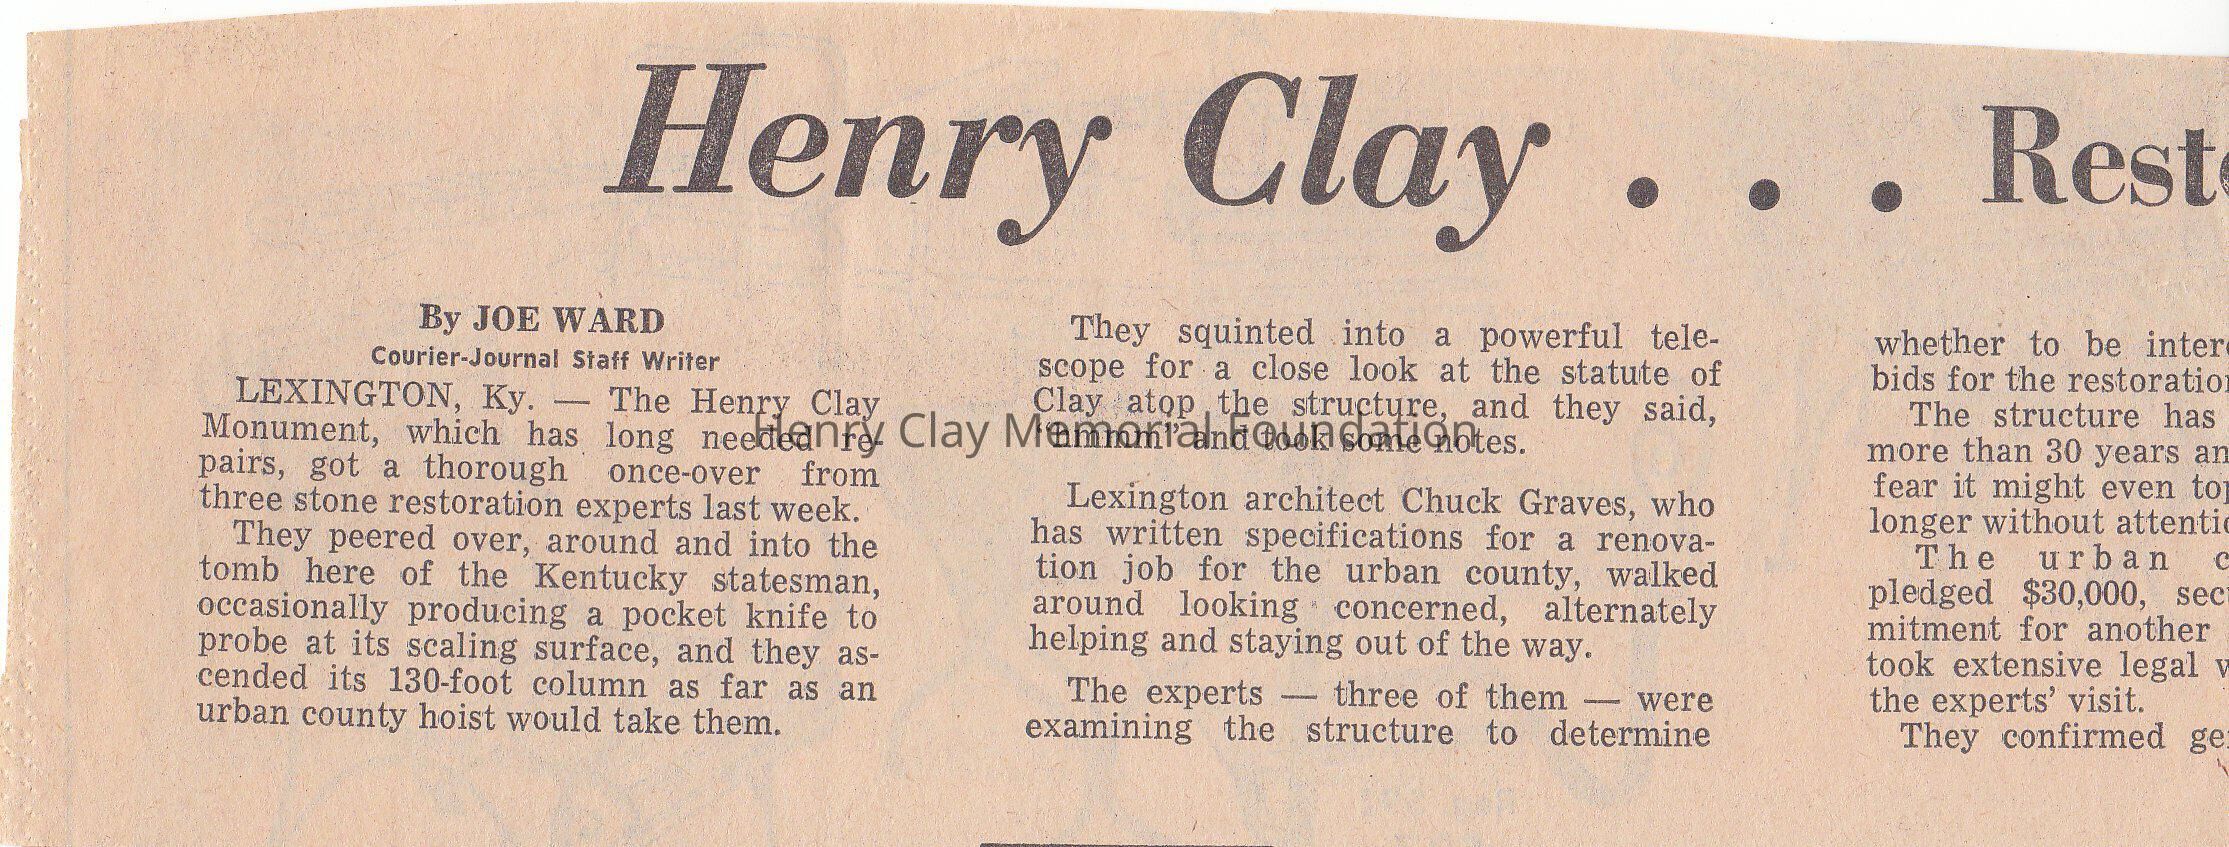 Henry Clay . . . Rest
By JOE WARD
Courier-Journal Staff Writer
LEXINGTON, Ky. — The Henry Clay
Monument, which has long needed re-
pairs, got a thorough once-over from
three stone restoration experts last week.
They peered over, around and into the
tomb here of the Kentucky statesman,
occasionally producing a pocket knife to
probe at its scaling surface, and they as-
cended its 130-foot column as far as an
urban county hoist would take them.
They squinted into a powerful tele-
scope for a close look at the statute of
Clay atop the structure, and they said,
"hmmm" and took some notes.
Lexington architect Chuck Graves, who
has written specifications for a renova-
tion job for the urban county, walked
around looking concerned, alternately
helping and staying out of the way.
The experts — three of them — were
examining the structure to determine
whether to be inter
bids for the restoratio
The structure has
more than 30 years an
fear it might even to
longer without attenti
The urban c
pledged $30,000, sec
mitment for another
took extensive legal w
the experts' visit.
They confirmed ge
Henry Clay Memorial Foundation